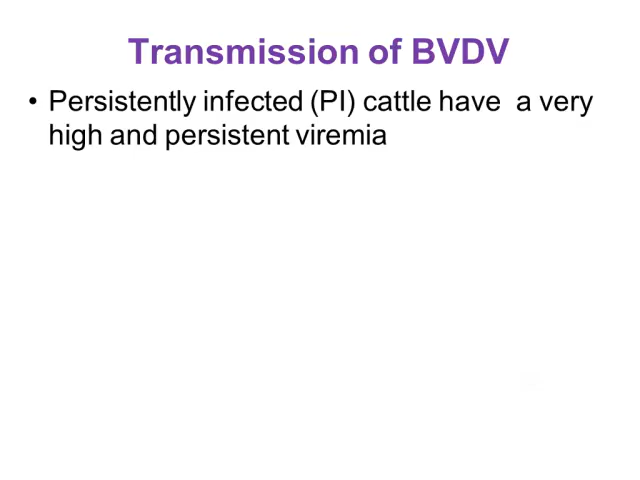 Transmission of BVDV
• Persistently infected (PI) cattle have  a very
high and persistent viremia